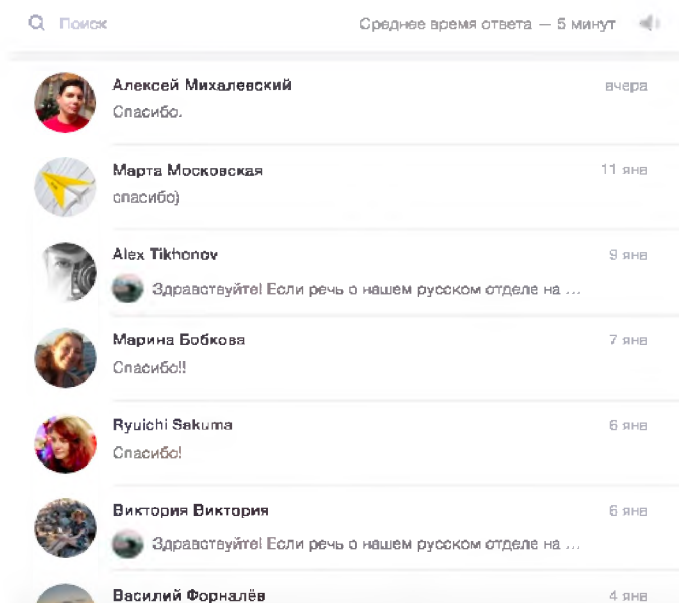 Поиск
Среднее время ответа — 5 минут
Алексей Михалевский
вчера
Спасибо.
Марта Московская
11 янв
спасибо)
Alex Tikhonov
9 янв
Здравствуйте! Если речь о нашем русском отделе на ...
Марина Бобкова
7 янв
Спасибо!!
Ryuichi Sakuma
6 янв
Спасибо!
Виктория Виктория
6 янв
Здравствуйте! Если речь о нашем русском отделе на ...
Василий Форналёв
4 янв